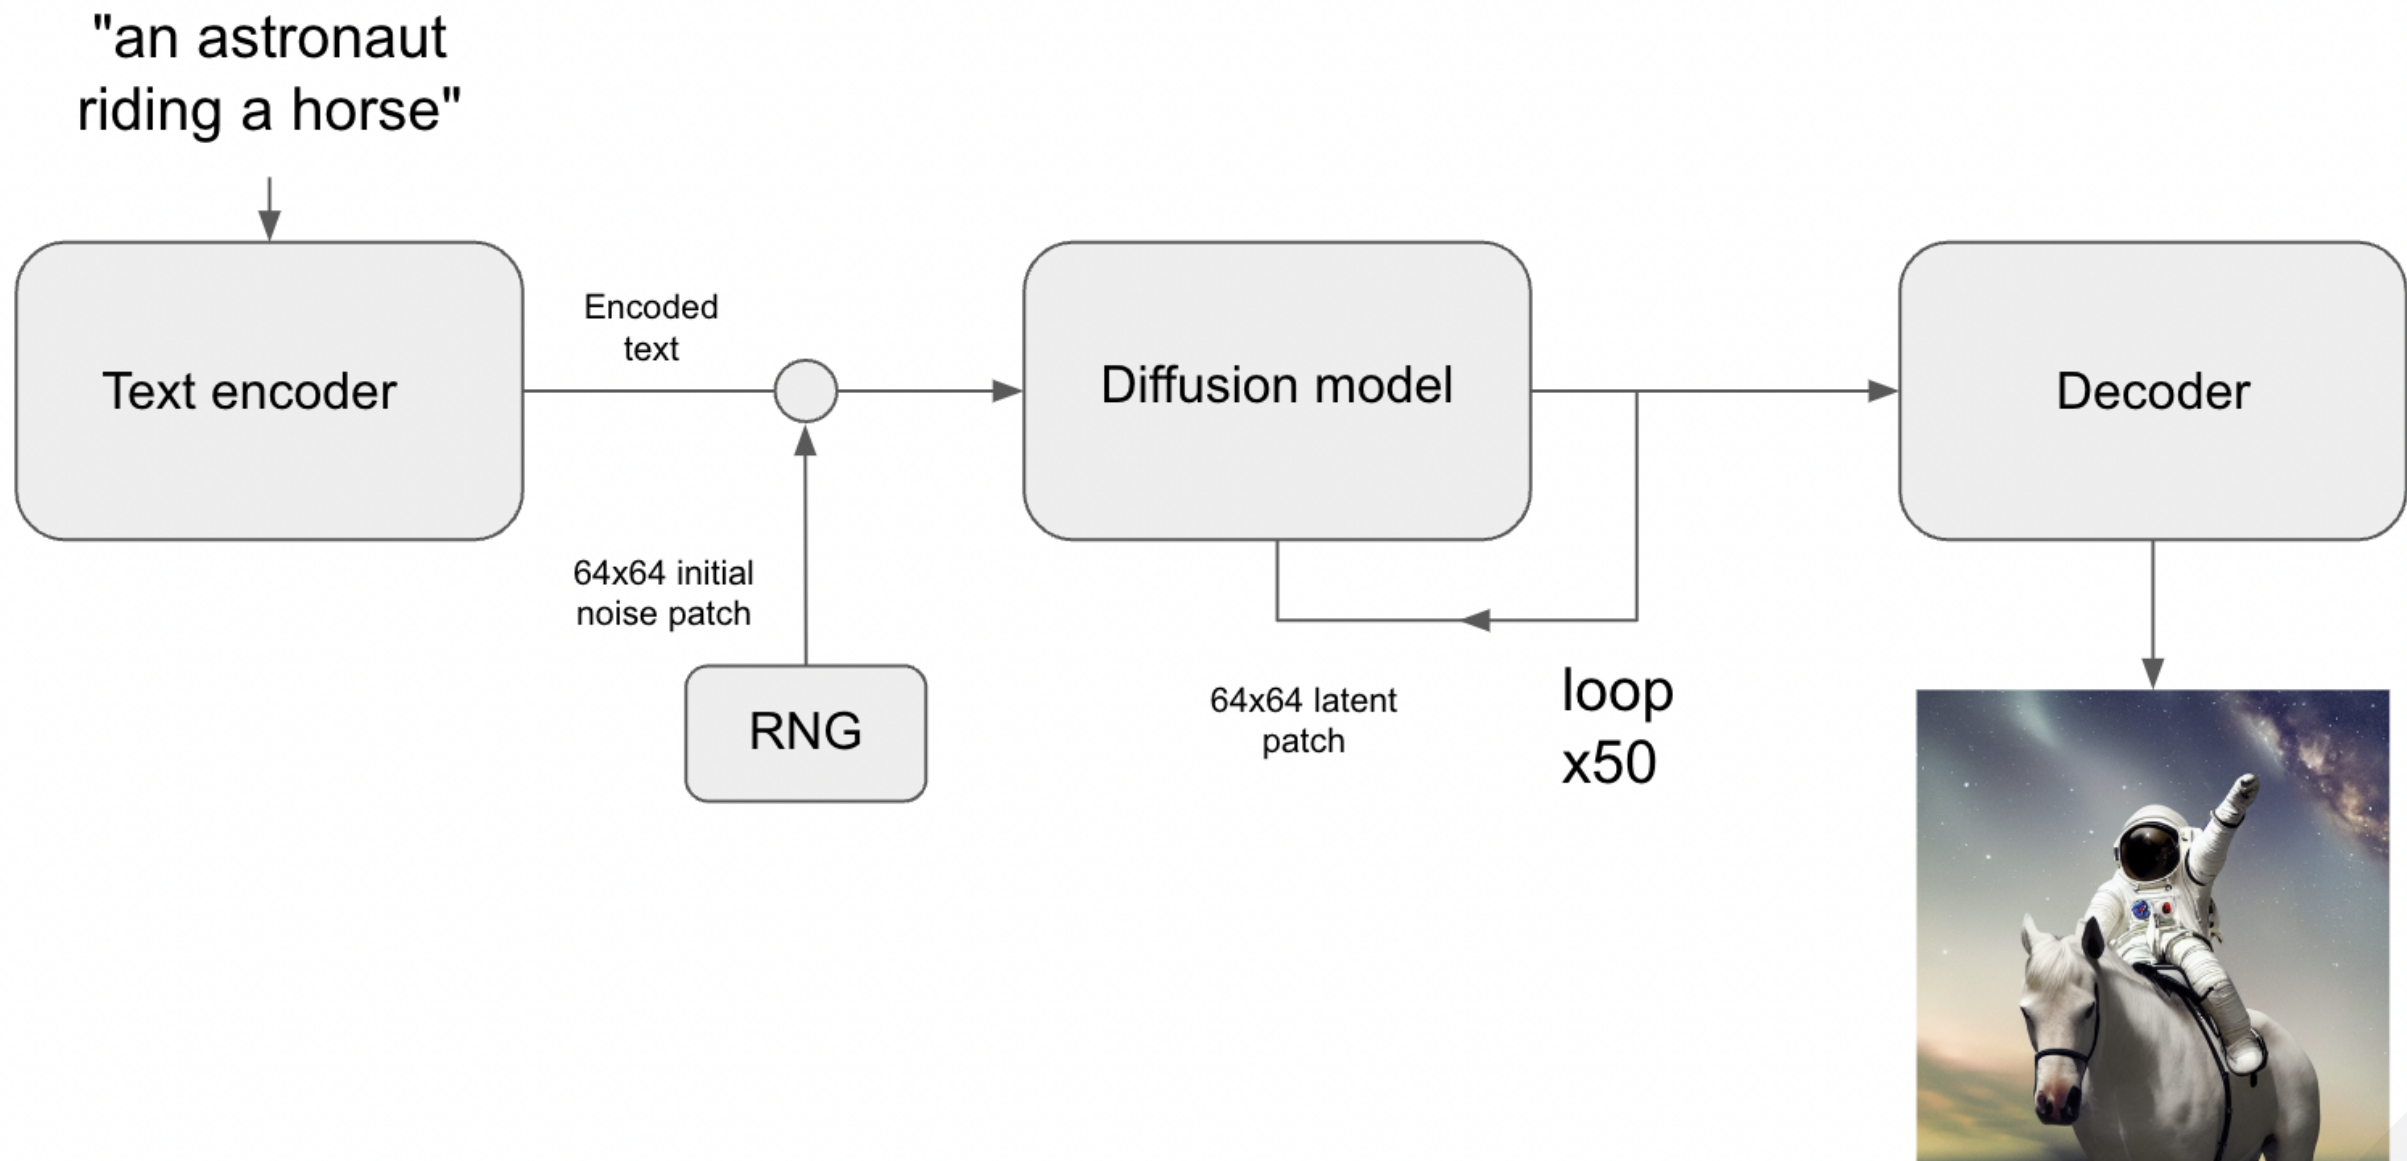 "an astronaut
riding a horse"
Text encoder
Encoded
text
64x64 initial
noise patch
RNG
Diffusion model
64x64 latent
patch
loop
x50
Decoder